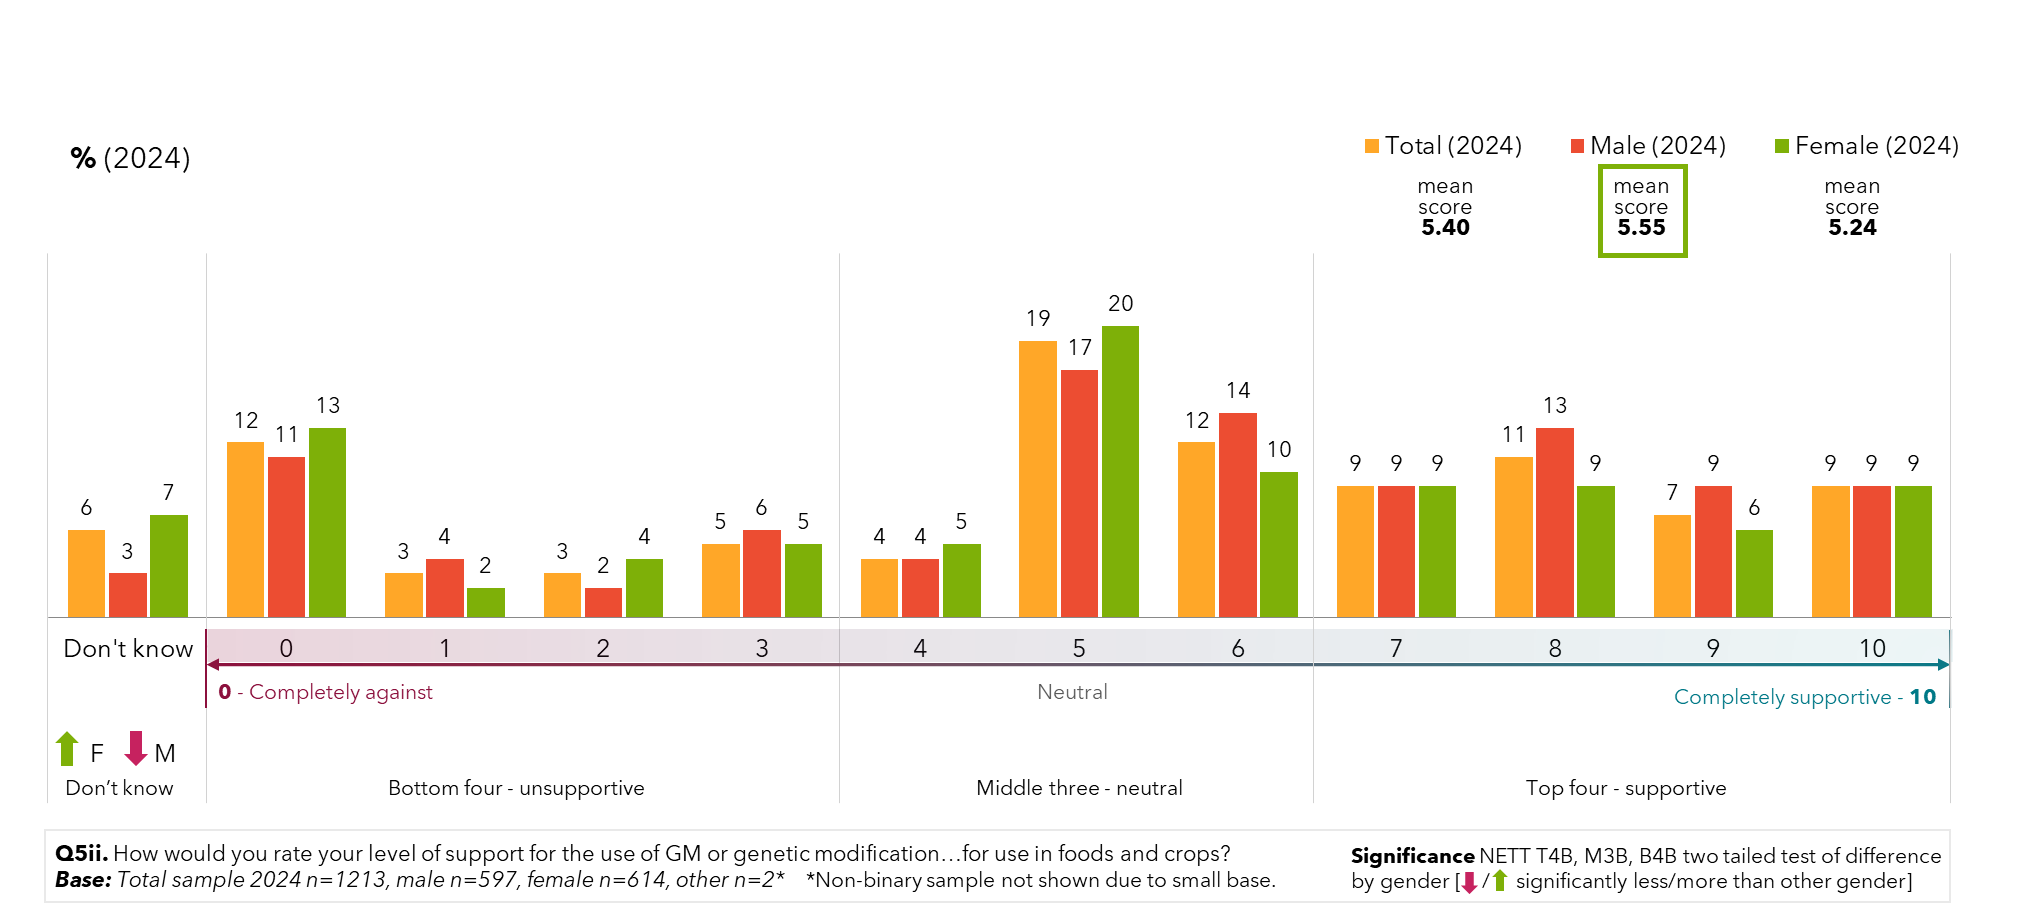 % (2024)
Total (2024) Male (2024) Female (2024)
mean score 5.40
mean score 5.55
mean score 5.24
6 3 7
12 11 13
3 4 2
3 2 4
5 6 5
4 4 5
19 17 20
12 14 10
9 9 9
11 13 9
7 9 6
9 9 9
Don't know 0 1 2 3 4 5 6 7 8 9 10
0 - Completely against Neutral Completely supportive - 10
F M
Don’t know Bottom four - unsupportive Middle three - neutral Top four - supportive
Q5ii. How would you rate your level of support for the use of GM or genetic modification…for use in foods and crops?
Base: Total sample 2024 n=1213, male n=597, female n=614, other n=2* *Non-binary sample not shown due to small base.
Significance NETT T4B, M3B, B4B two tailed test of difference
by gender [ / significantly less/more than other gender]